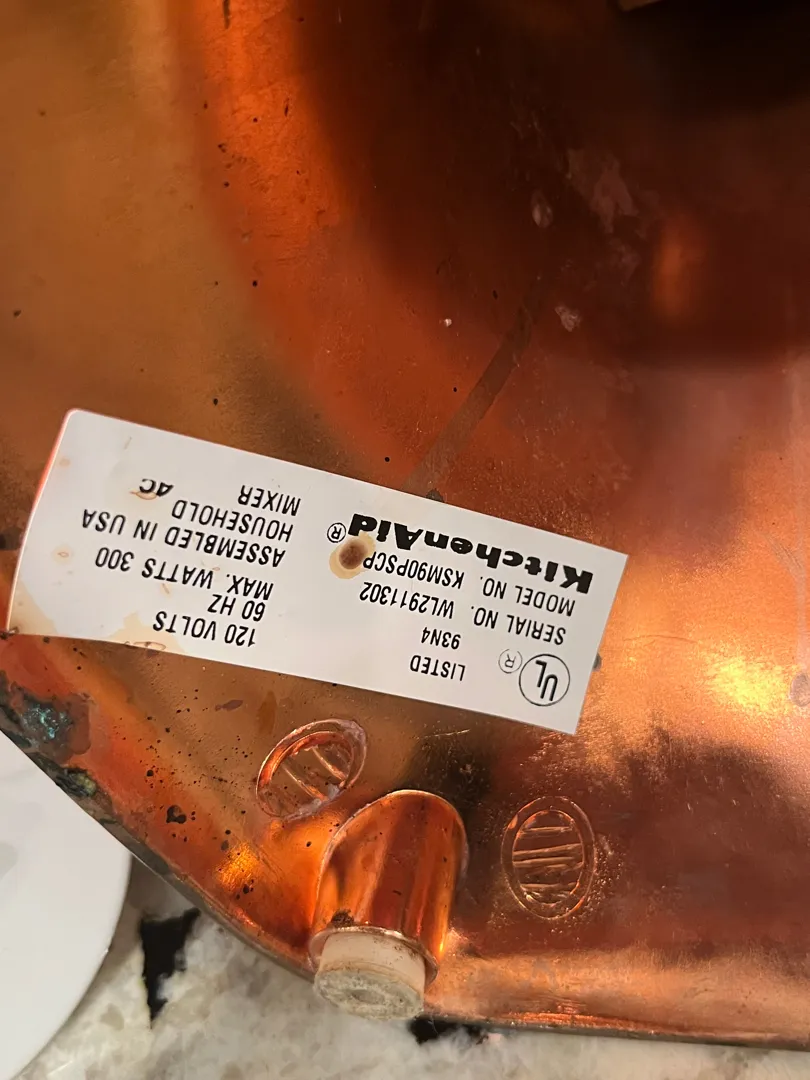 KitchenAid®
MODEL NO. KSM90PSCP
SERIAL NO. WL2911302
93N4
UL ® LISTED
120 VOLTS
60 HZ
MAX. WATTS 300
ASSEMBLED IN USA
HOUSEHOLD AC
MIXER